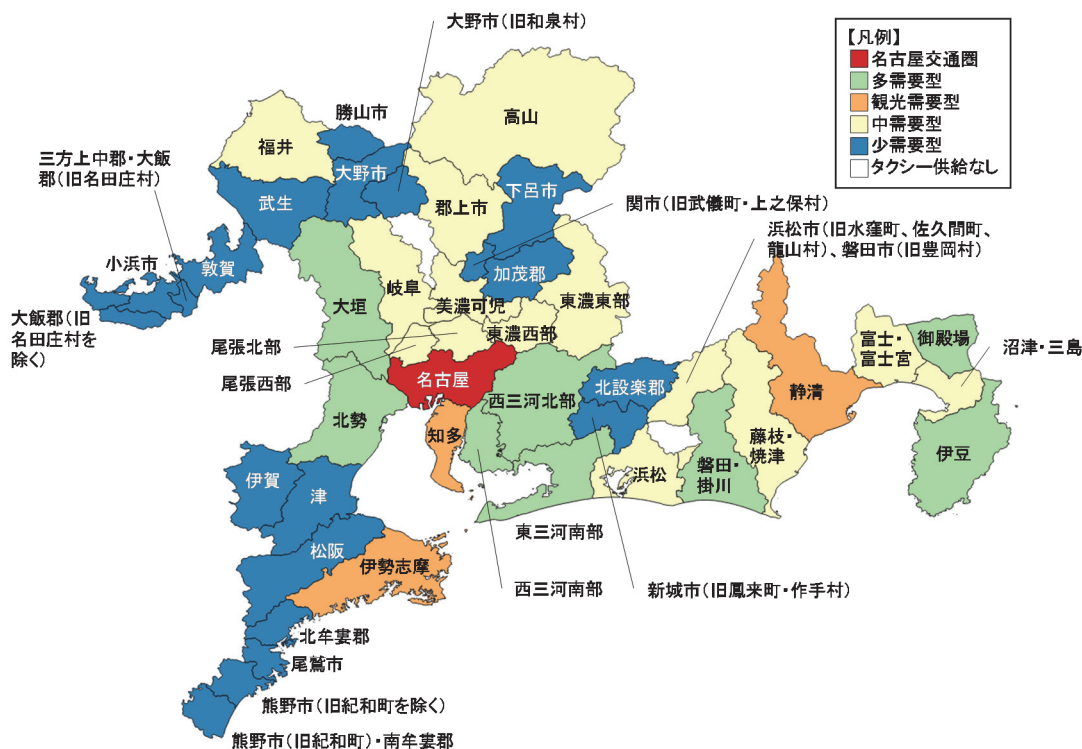 大野市(旧和泉村)
【凡例】
名古屋交通圏
多需要型
観光需要型
中需要型
少需要型
タクシー供給なし
勝山市
高山
福井
三方上中郡・大飯
郡(旧名田庄村)
大野市
下呂市
武生
郡上市
関市(旧武儀町・上之保村)
浜松市(旧水窪町、佐久間町、
龍山村)、磐田市(旧豊岡村)
小浜市
敦賀
加茂郡
岐阜
大垣
美濃可児
東濃東部
大飯郡(旧
名田庄村を
除く)
尾張北部
東濃西部
富士・
富士宮
御殿場
沼津・三島
尾張西部
名古屋
北設楽郡
静清
西三河北部
北勢
知多
藤枝・
焼津
伊豆
伊賀
津
浜松
磐田・
掛川
東三河南部
松阪
伊勢志摩
西三河南部
新城市(旧鳳来町・作手村)
北牟婁郡
尾鷲市
熊野市(旧紀和町を除く)
熊野市(旧紀和町)・南牟婁郡